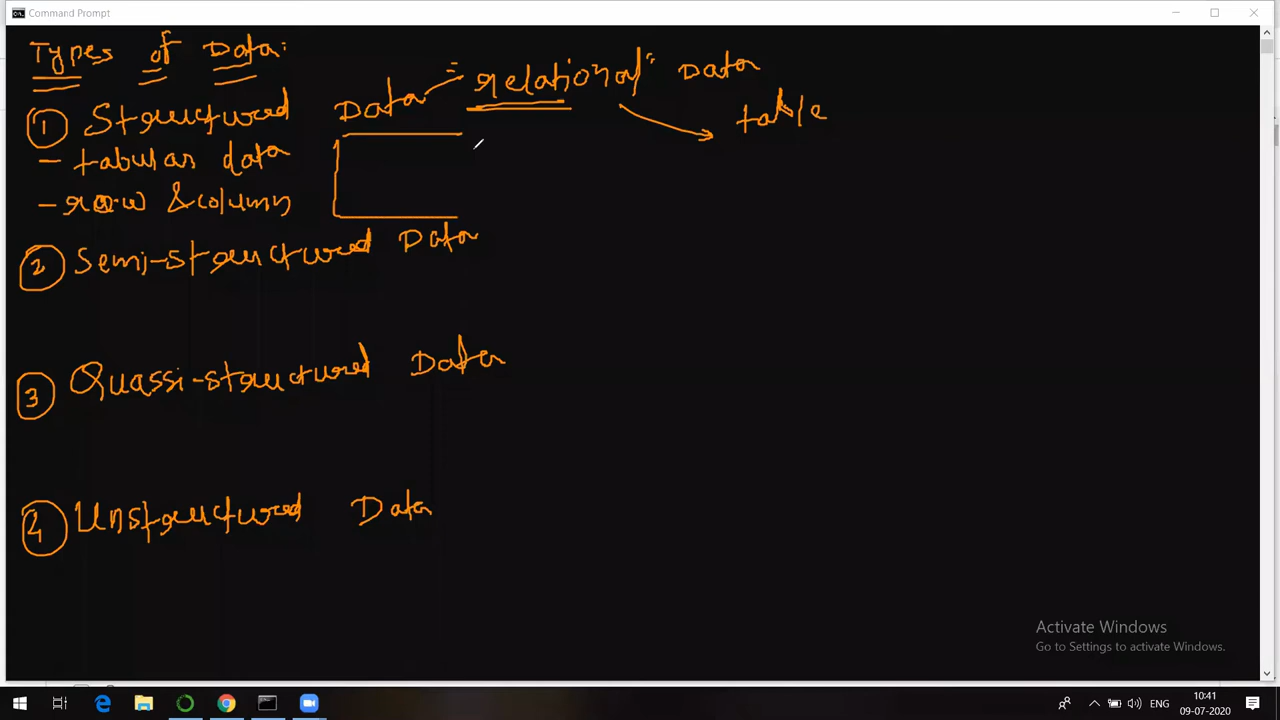 Command Prompt
Types of Data:
① Structured Data - "relational" Data
table
- tabular data
- row & column
② Semi-structured Data
③ Quassi-structured Data
④ Unstructured Data
Activate Windows
Go to Settings to activate Windows.
ENG
10:41
09-07-2020